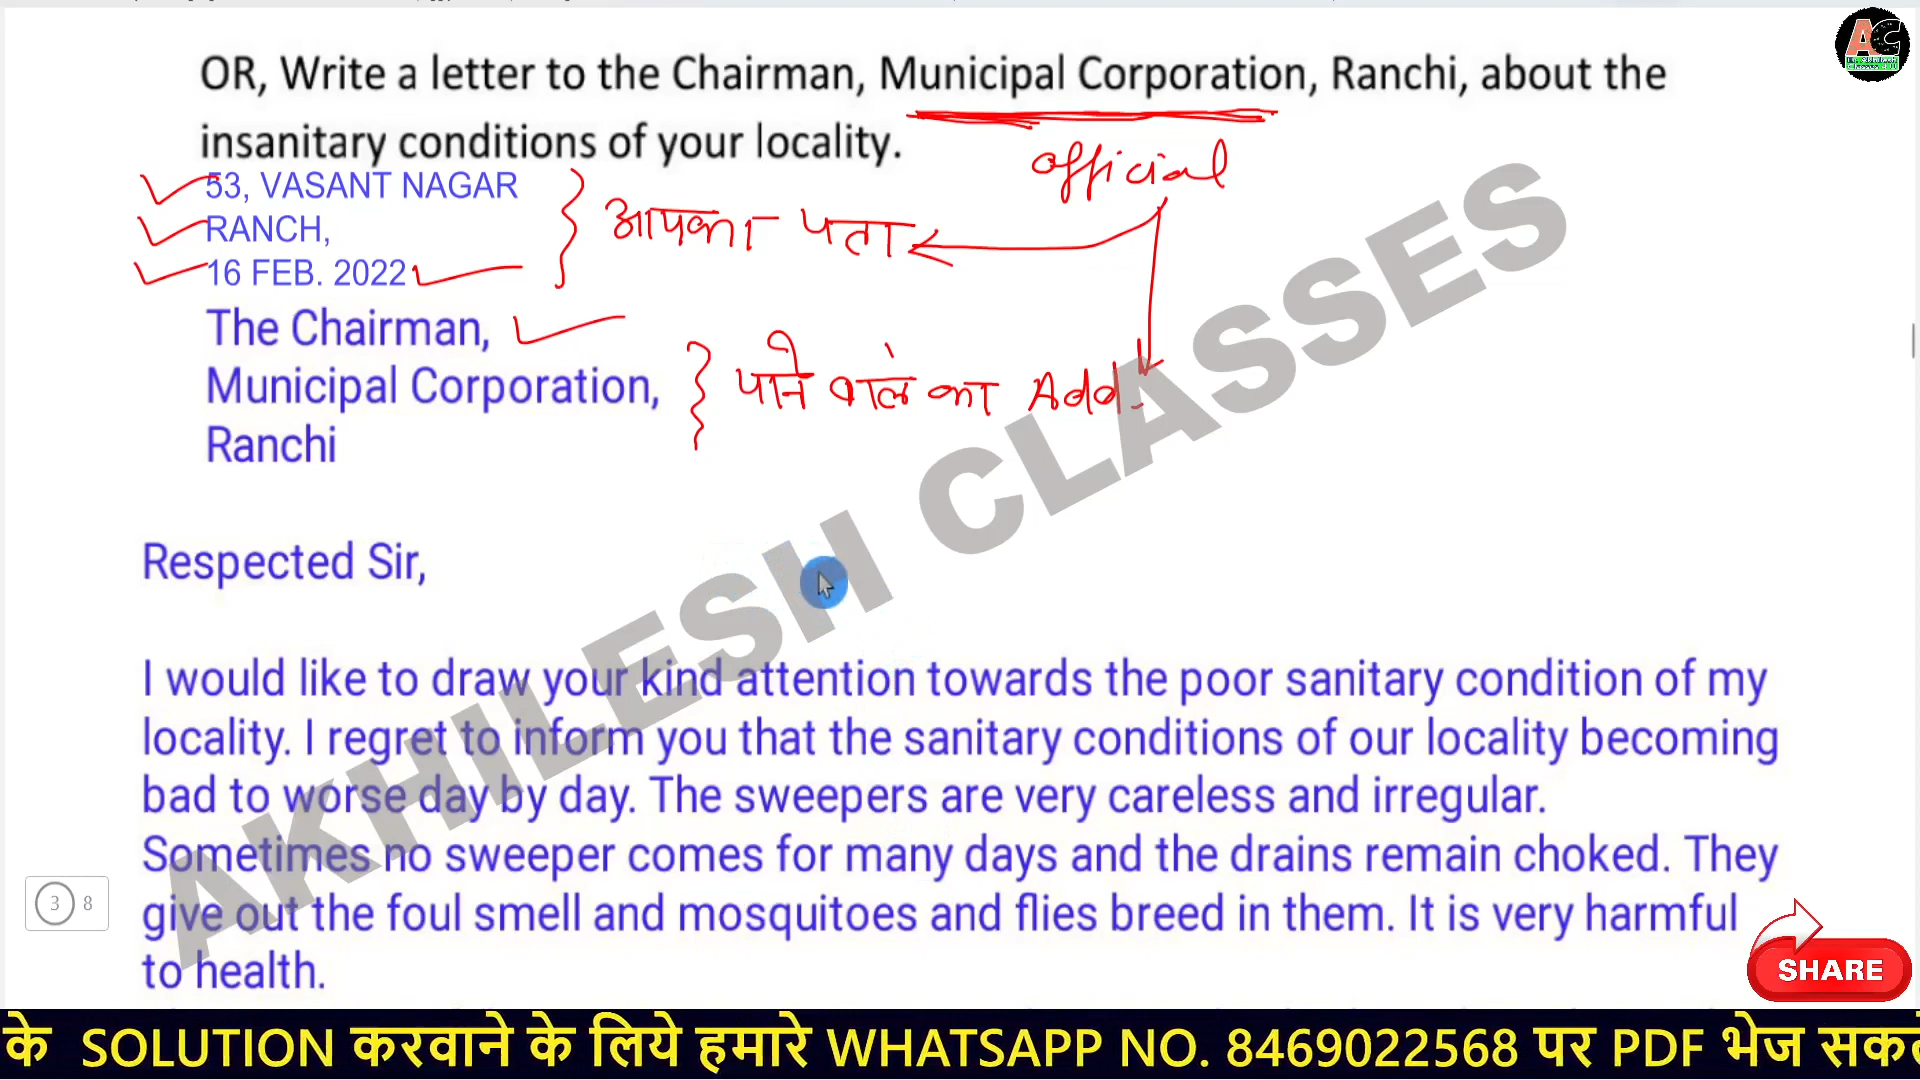 OR, Write a letter to the Chairman, Municipal Corporation, Ranchi, about the
insanitary conditions of your locality.
official
53, VASANT NAGAR
RANCH,
16 FEB. 2022
आपका पता
The Chairman,
Municipal Corporation,
Ranchi
पाने वाले का Add.
Respected Sir,
I would like to draw your kind attention towards the poor sanitary condition of my
locality. I regret to inform you that the sanitary conditions of our locality becoming
bad to worse day by day. The sweepers are very careless and irregular.
Sometimes no sweeper comes for many days and the drains remain choked. They
give out the foul smell and mosquitoes and flies breed in them. It is very harmful
to health.
AKHILESH CLASSES
AC
3 8
SHARE
के SOLUTION करवाने के लिये हमारे WHATSAPP NO. 8469022568 पर PDF भेज सकते